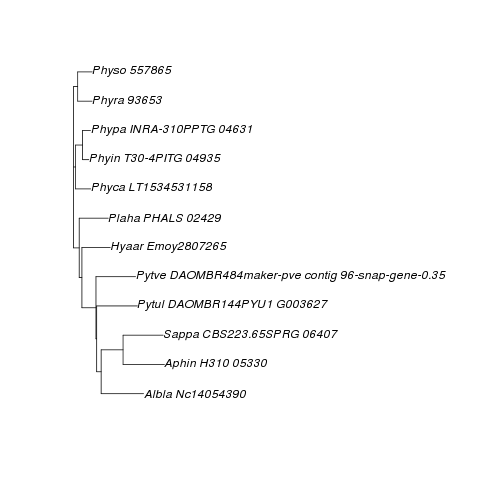 Physo 557865
Phyra 93653
Phypa INRA-310PPTG 04631
Phyin T30-4PITG 04935
Phyca LT1534531158
Plaha PHALS 02429
Hyaar Emoy2807265
Pytve DAOMBR484maker-pve contig 96-snap-gene-0.35
Pytul DAOMBR144PYU1 G003627
Sappa CBS223.65SPRG 06407
Aphin H310 05330
Albla Nc14054390